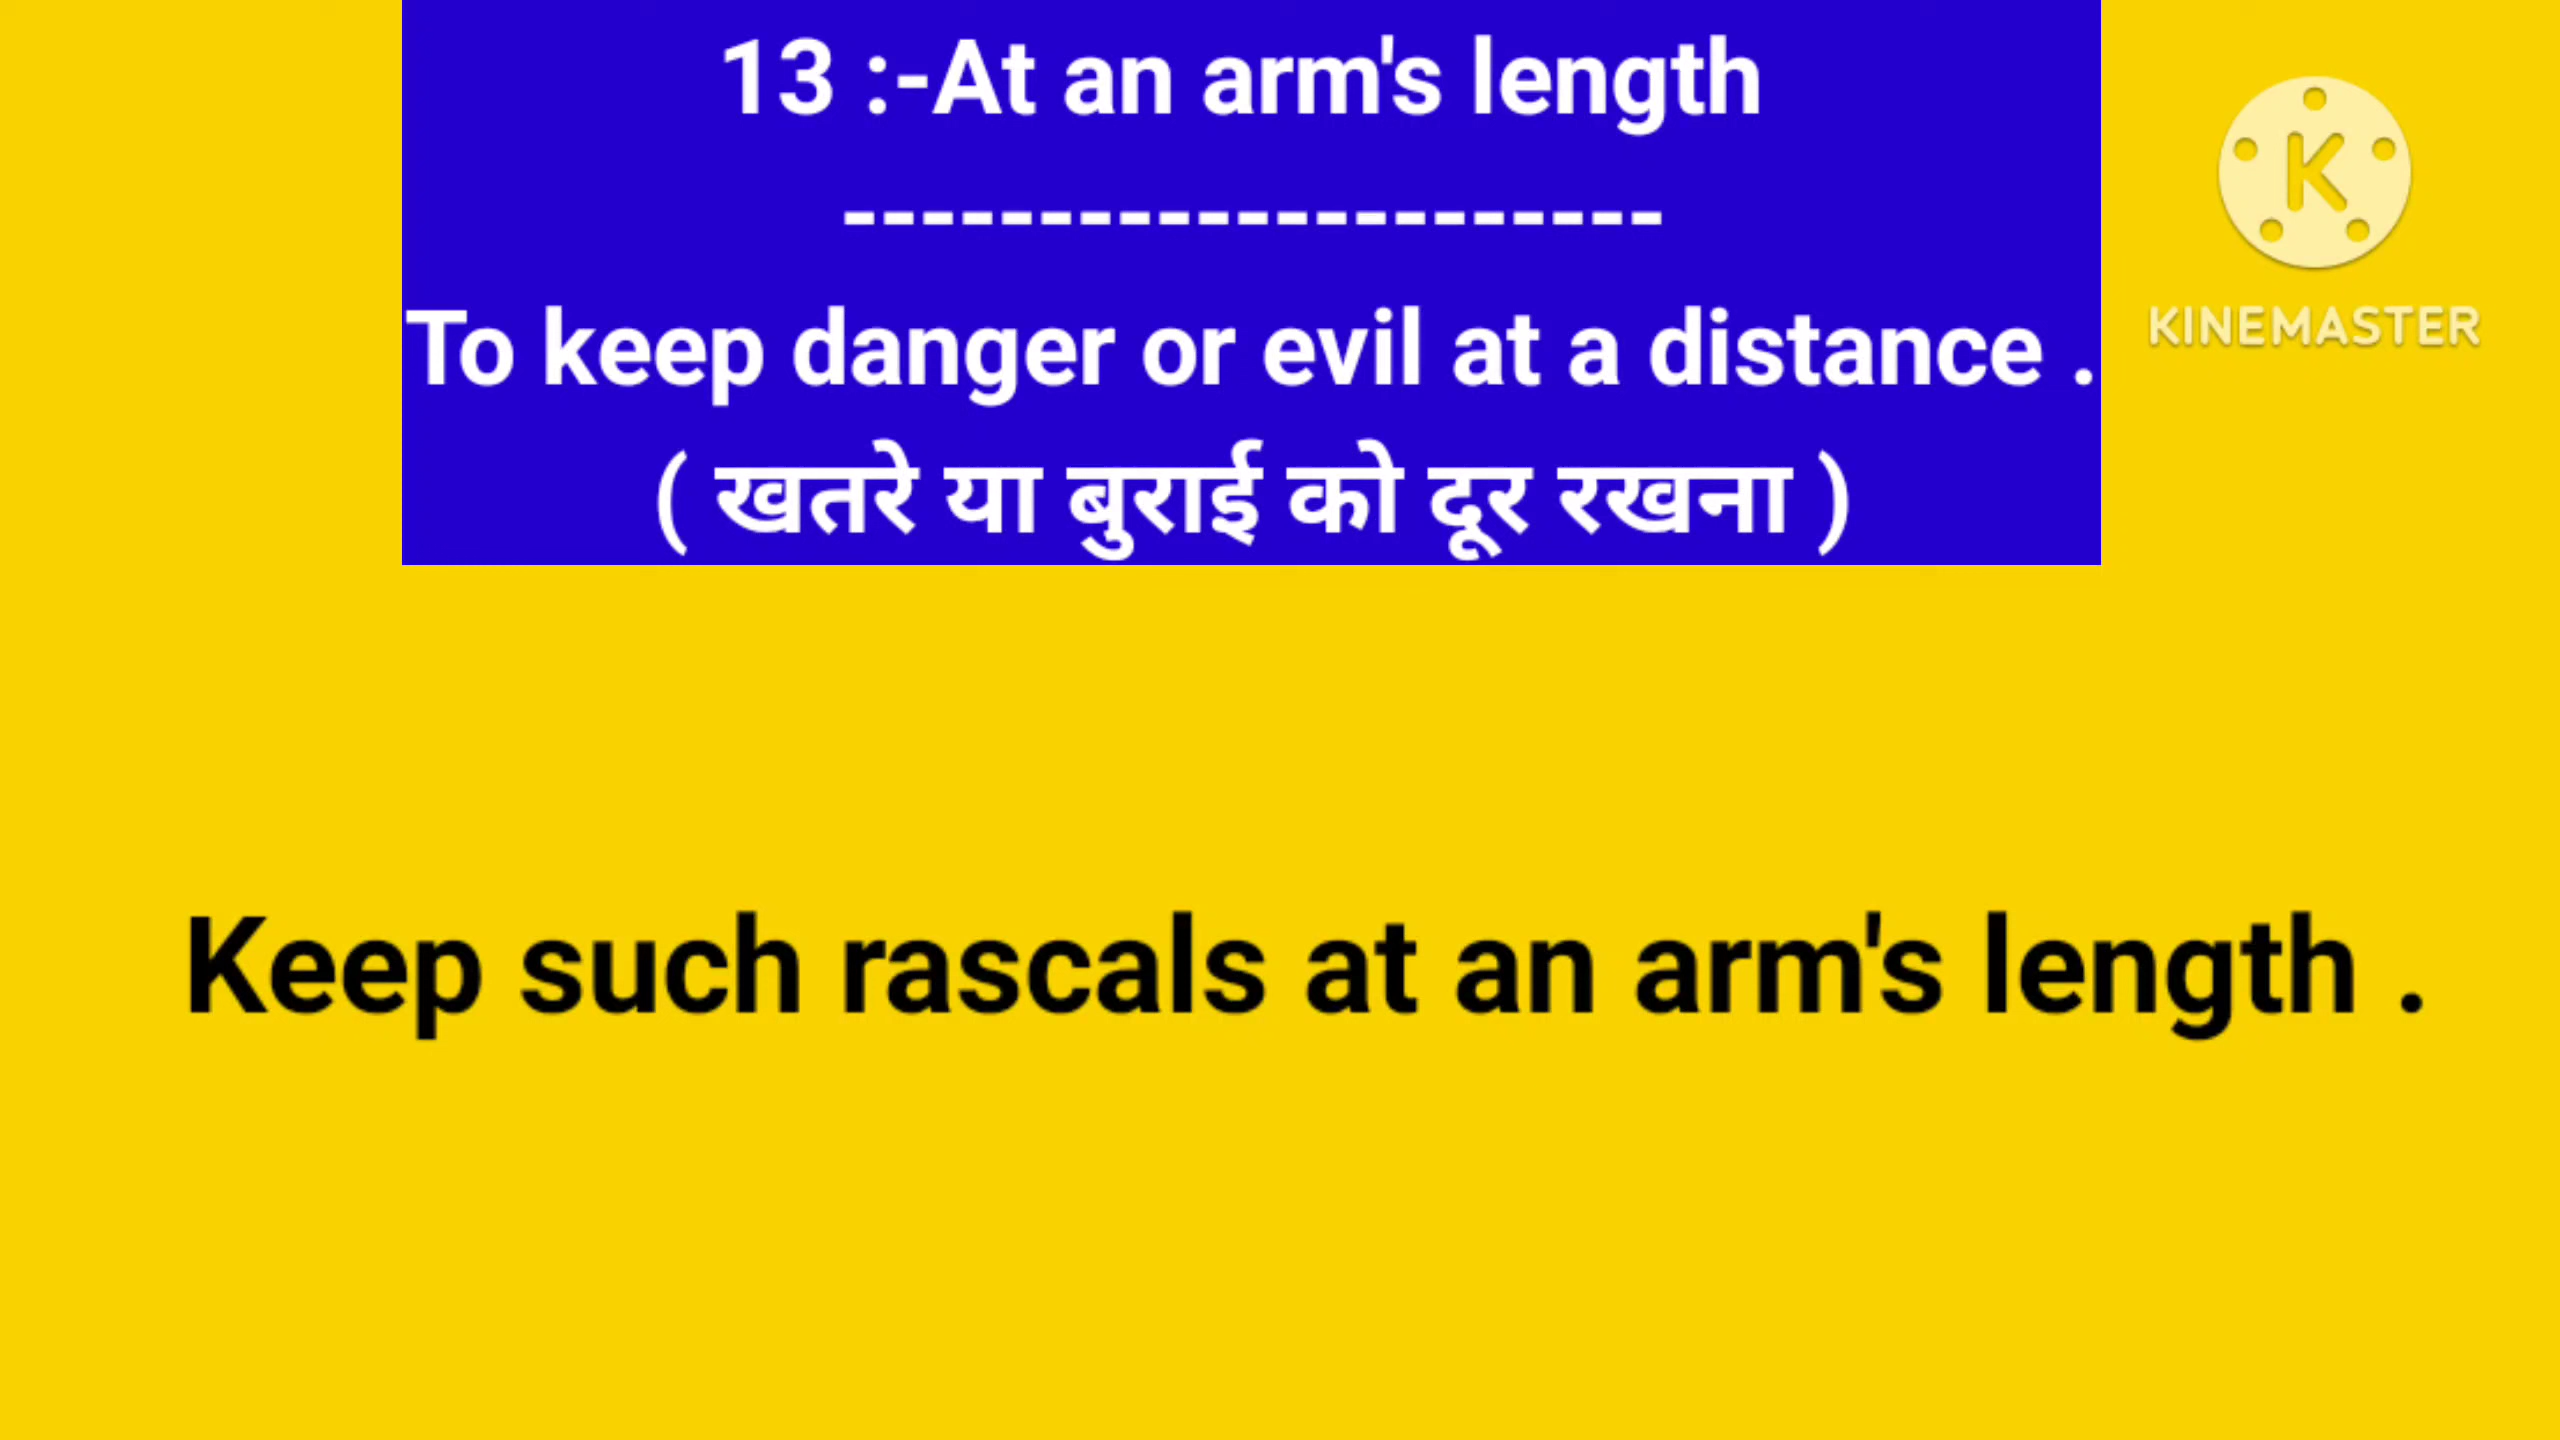 13 :-At an arm's length
---------------------
To keep danger or evil at a distance .
( खतरे या बुराई को दूर रखना )
K
KINEMASTER
Keep such rascals at an arm's length .